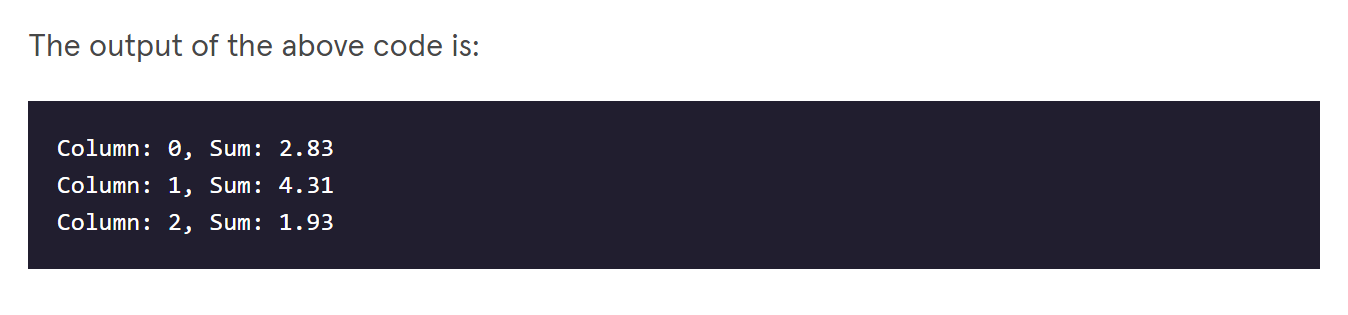 The output of the above code is:
Column: 0, Sum: 2.83
Column: 1, Sum: 4.31
Column: 2, Sum: 1.93